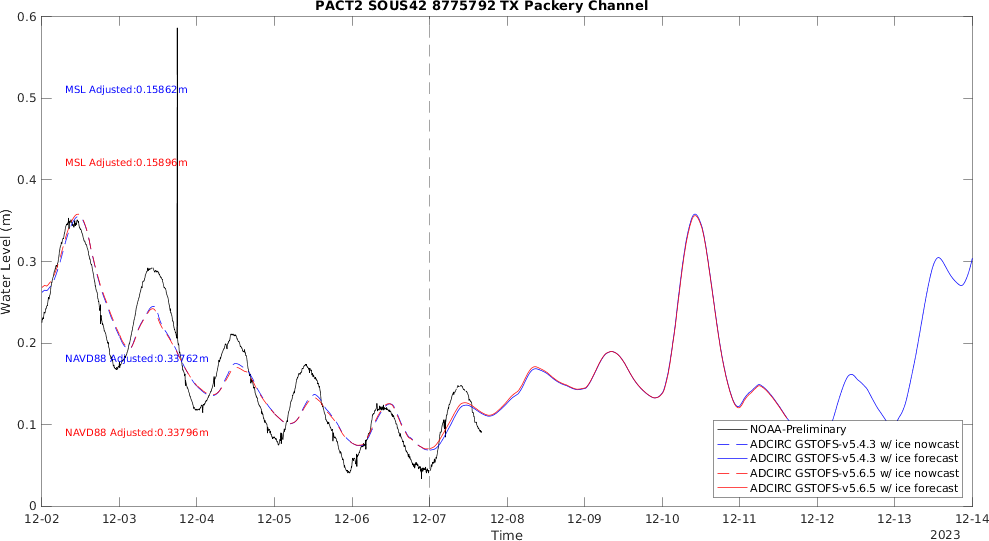 PACT2 SOUS42 8775792 TX Packery Channel
0.6
0.5
0.4
0.3
0.2
0.1
0
Water Level (m)
MSL Adjusted:0.15862m
MSL Adjusted:0.15896m
NAVD88 Adjusted:0.33762m
NAVD88 Adjusted:0.33796m
NOAA-Preliminary
ADCIRC GSTOFS-v5.4.3 w/ ice nowcast
ADCIRC GSTOFS-v5.4.3 w/ ice forecast
ADCIRC GSTOFS-v5.6.5 w/ ice nowcast
ADCIRC GSTOFS-v5.6.5 w/ ice forecast
12-02 12-03 12-04 12-05 12-06 12-07 12-08 12-09 12-10 12-11 12-12 12-13 12-14
Time
2023